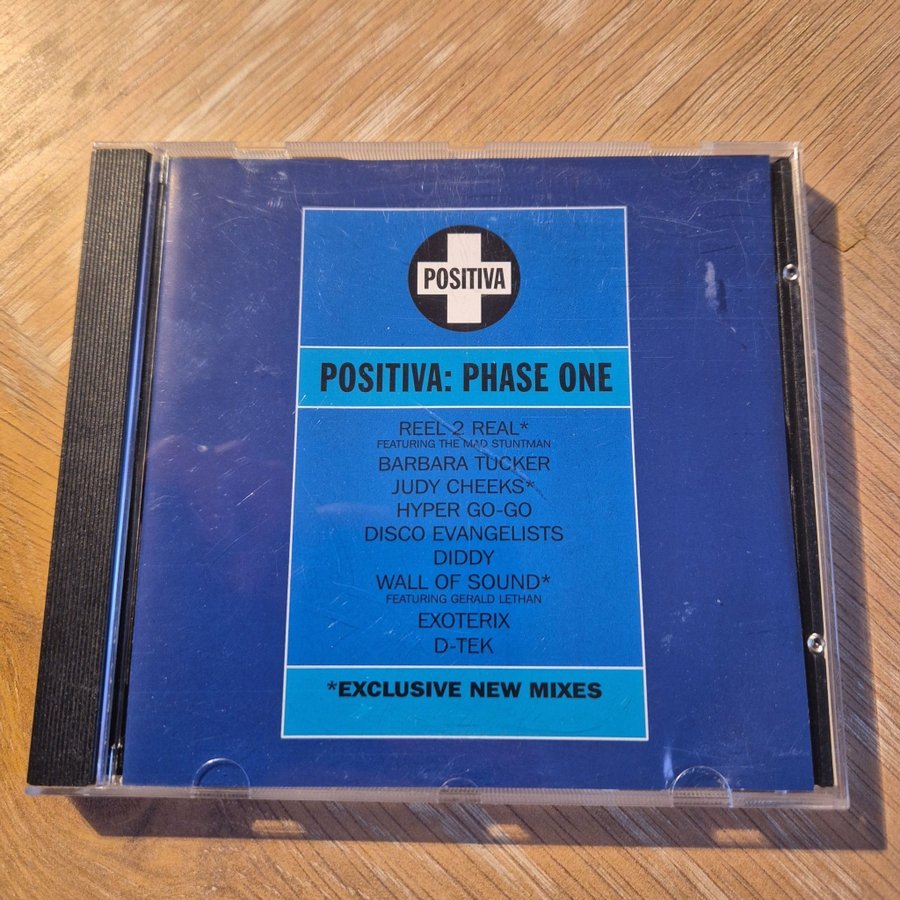 POSITIVA
POSITIVA: PHASE ONE
REEL 2 REAL*
FEATURING THE MAD STUNTMAN
BARBARA TUCKER
JUDY CHEEKS*
HYPER GO-GO
DISCO EVANGELISTS
DIDDY
WALL OF SOUND*
FEATURING GERALD LETHAN
EXOTERIX
D-TEK
*EXCLUSIVE NEW MIXES